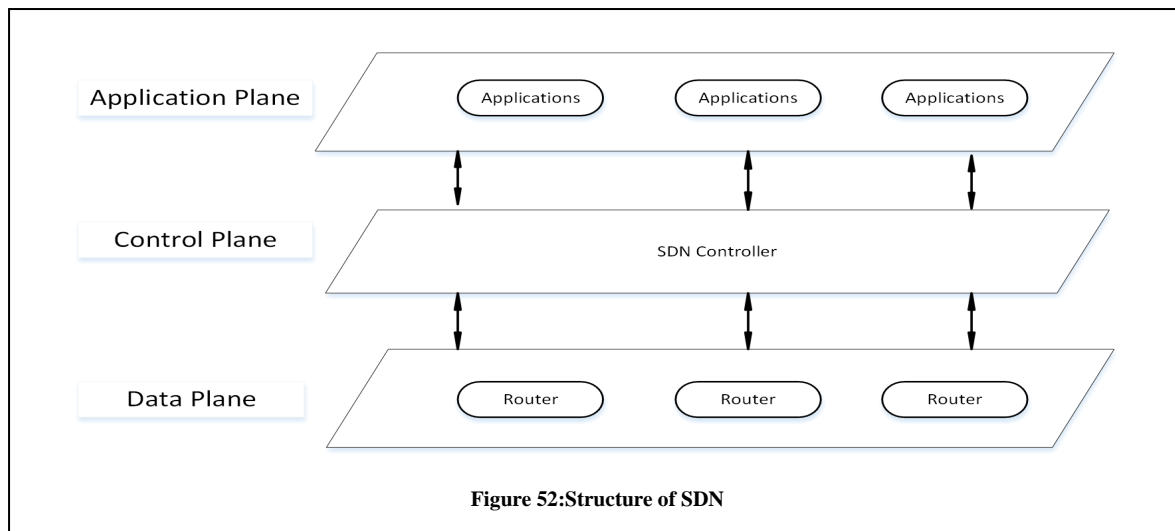 Application Plane
Applications
Applications
Applications
Control Plane
SDN Controller
Data Plane
Router
Router
Router
Figure 52:Structure of SDN